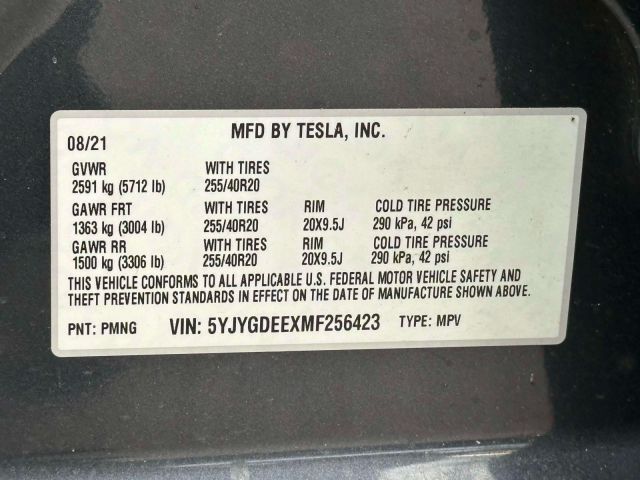 MFD BY TESLA, INC.
08/21
GVWR WITH TIRES
2591 kg (5712 lb) 255/40R20
GAWR FRT WITH TIRES RIM COLD TIRE PRESSURE
1363 kg (3004 lb) 255/40R20 20X9.5J 290 kPa, 42 psi
GAWR RR WITH TIRES RIM COLD TIRE PRESSURE
1500 kg (3306 lb) 255/40R20 20X9.5J 290 kPa, 42 psi
THIS VEHICLE CONFORMS TO ALL APPLICABLE U.S. FEDERAL MOTOR VEHICLE SAFETY AND
THEFT PREVENTION STANDARDS IN EFFECT ON THE DATE OF MANUFACTURE SHOWN ABOVE.
PNT: PMNG VIN: 5YJYGDEEXMF256423 TYPE: MPV